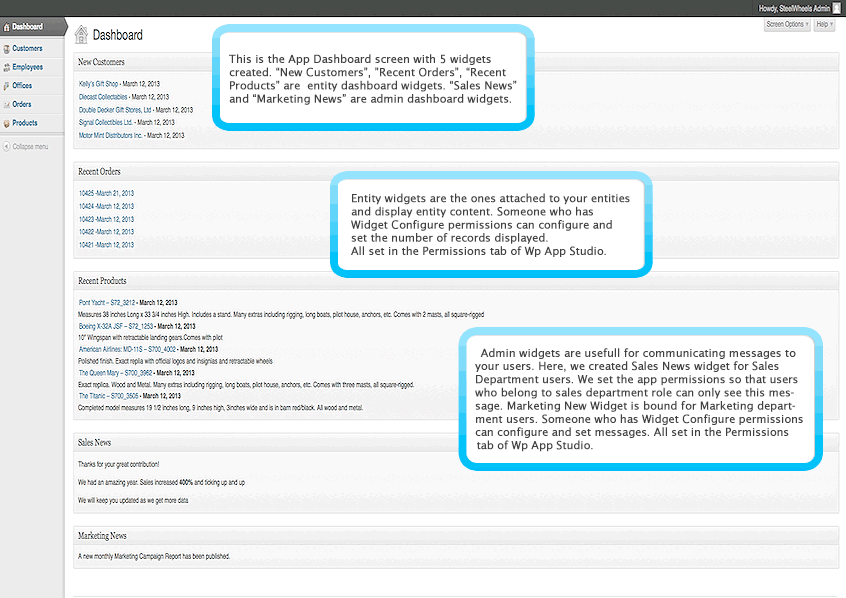 Howdy, SteelWheels Admin
Screen Options
Help
Dashboard
Customers
Employees
Offices
Orders
Products
Collapse menu
Dashboard
This is the App Dashboard screen with 5 widgets
created. “New Customers”, “Recent Orders”, “Recent
Products” are entity dashboard widgets. “Sales News”
and “Marketing News” are admin dashboard widgets.
New Customers
Kelly's Gift Shop - March 12, 2013
Diecast Collectables - March 12, 2013
Double Decker Gift Stores, Ltd - March 12, 2013
Signal Collectibles Ltd. - March 12, 2013
Motor Mint Distributors Inc. - March 12, 2013
Recent Orders
10425 -March 21, 2013
10424 -March 12, 2013
10423 -March 12, 2013
10422 -March 12, 2013
10421 -March 12, 2013
Entity widgets are the ones attached to your entities
and display entity content. Someone who has
Widget Configure permissions can configure and
set the number of records displayed.
All set in the Permissions tab of Wp App Studio.
Recent Products
Pont Yacht – S72_3212 - March 12, 2013
Measures 38 inches Long x 33 3/4 inches High. Includes a stand. Many extras including rigging, long boats, pilot house, anchors, etc. Comes with 2 masts, all square-rigged
Boeing X-32A JSF – S72_1253 - March 12, 2013
10" Wingspan with retractable landing gears.Comes with pilot
American Airlines: MD-11S – S700_4002 - March 12, 2013
Polished finish. Exact replia with official logos and insignias and retractable wheels
The Queen Mary – S700_3962 - March 12, 2013
Exact replica. Wood and Metal. Many extras including rigging, long boats, pilot house, anchors, etc. Comes with three masts, all square-rigged.
The Titanic – S700_3505 - March 12, 2013
Completed model measures 19 1/2 inches long, 9 inches high, 3inches wide and is in barn red/black. All wood and metal.
Admin widgets are usefull for communicating messages to
your users. Here, we created Sales News widget for Sales
Department users. We set the app permissions so that users
who belong to sales department role can only see this mes-
sage. Marketing New Widget is bound for Marketing depart-
ment users. Someone who has Widget Configure permissions
can configure and set messages. All set in the Permissions
tab of Wp App Studio.
Sales News
Thanks for your great contribution!
We had an amazing year. Sales increased 400% and ticking up and up
We will keep you updated as we get more data
Marketing News
A new monthly Marketing Campaign Report has been published.